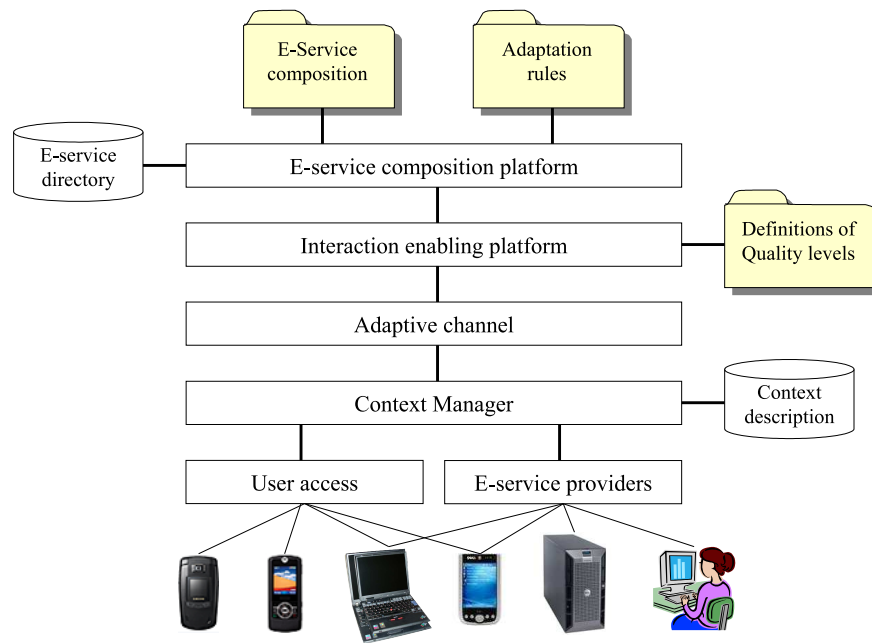 E-Service
composition
Adaptation
rules
E-service
directory
E-service composition platform
Interaction enabling platform
Definitions of
Quality levels
Adaptive channel
Context Manager
Context
description
User access
E-service providers